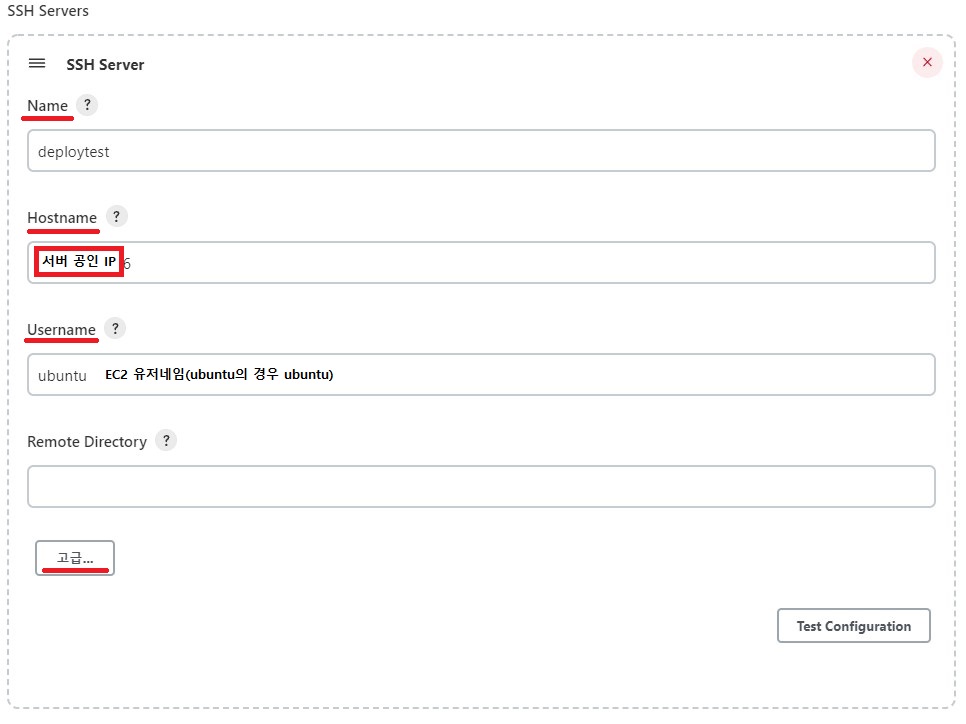 SSH Servers
SSH Server
Name ?
deploytest
Hostname ?
서버 공인 IP 6
Username ?
ubuntu EC2 유저네임(ubuntu의 경우 ubuntu)
Remote Directory ?
고급...
Test Configuration